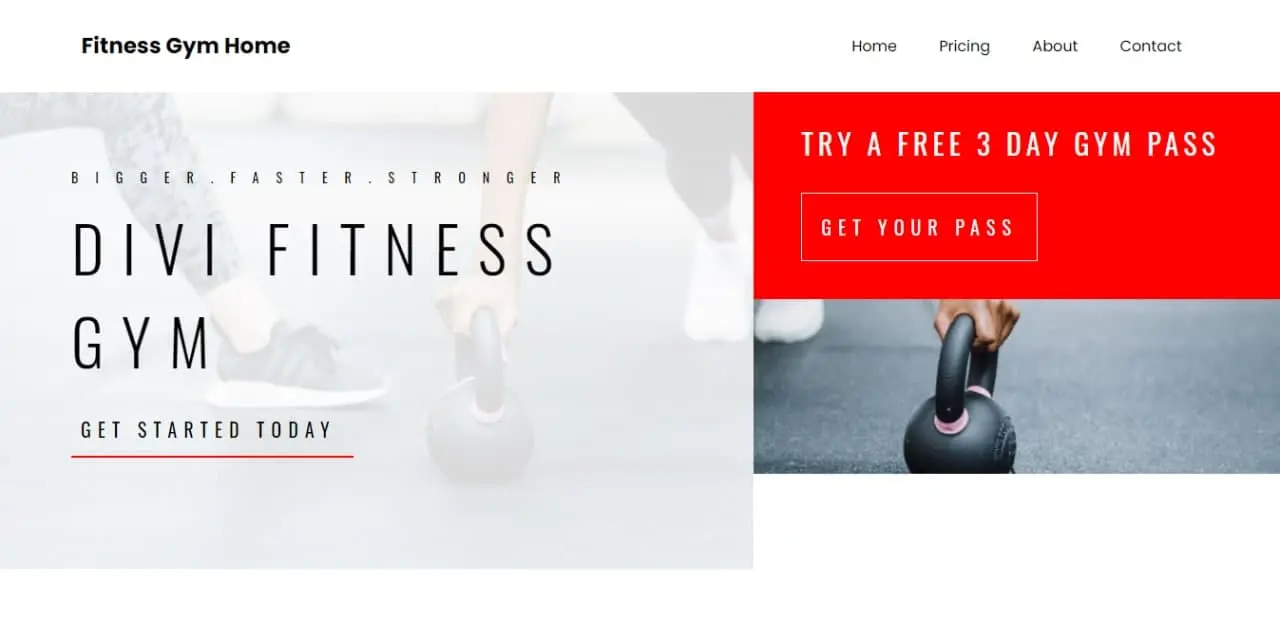 Fitness Gym Home
Home Pricing About Contact
BIGGER.FASTER.STRONGER
DIVI FITNESS
GYM
GET STARTED TODAY
TRY A FREE 3 DAY GYM PASS
GET YOUR PASS